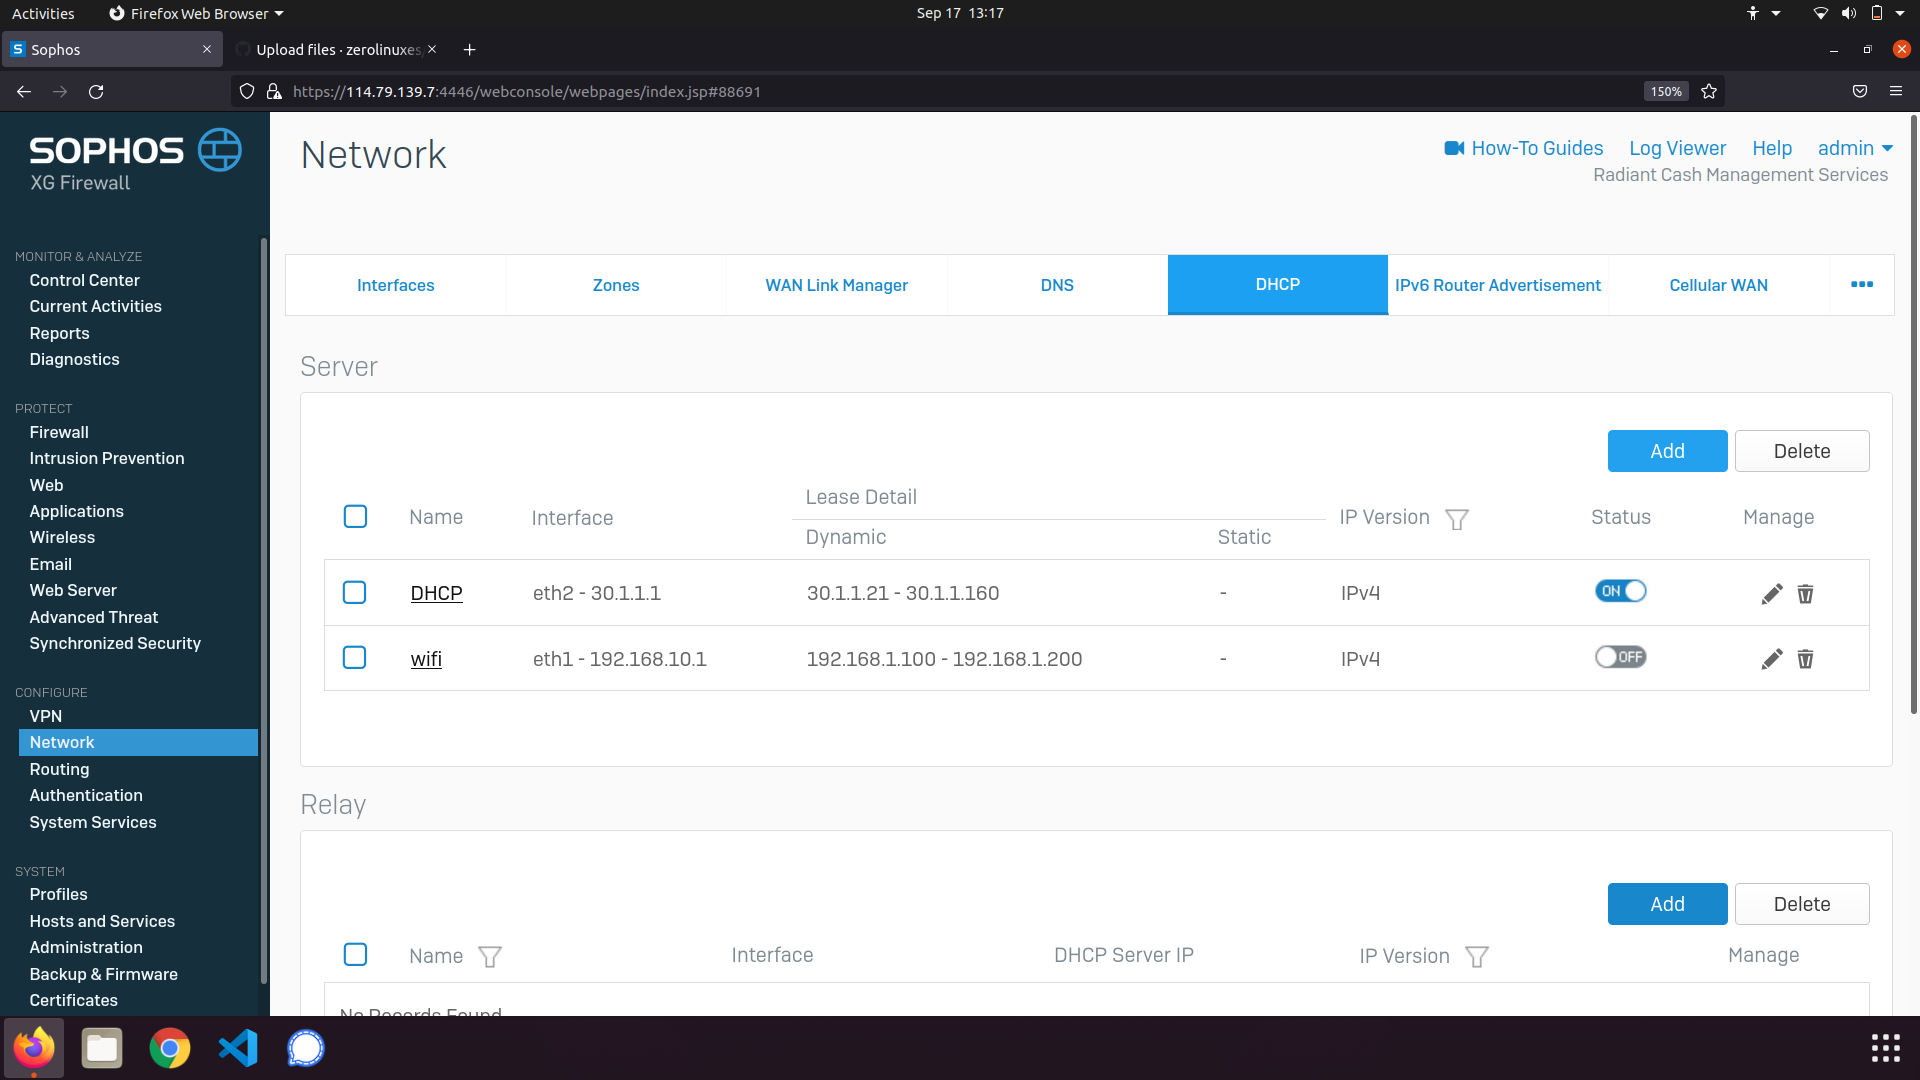 Activities Firefox Web Browser Sep 17 13:17
Sophos Upload files · zerolinuxes
https://114.79.139.7:4446/webconsole/webpages/index.jsp#88691 150%
SOPHOS
XG Firewall
MONITOR & ANALYZE
Control Center
Current Activities
Reports
Diagnostics
PROTECT
Firewall
Intrusion Prevention
Web
Applications
Wireless
Email
Web Server
Advanced Threat
Synchronized Security
CONFIGURE
VPN
Network
Routing
Authentication
System Services
SYSTEM
Profiles
Hosts and Services
Administration
Backup & Firmware
Certificates
Network
How-To Guides Log Viewer Help admin
Radiant Cash Management Services
Interfaces Zones WAN Link Manager DNS DHCP IPv6 Router Advertisement Cellular WAN
Server
Add Delete
Lease Detail
Name Interface IP Version Status Manage
Dynamic Static
DHCP eth2 - 30.1.1.1 30.1.1.21 - 30.1.1.160 - IPv4 ON
wifi eth1 - 192.168.10.1 192.168.1.100 - 192.168.1.200 - IPv4 OFF
Relay
Add Delete
Name Interface DHCP Server IP IP Version Manage
No Records Found